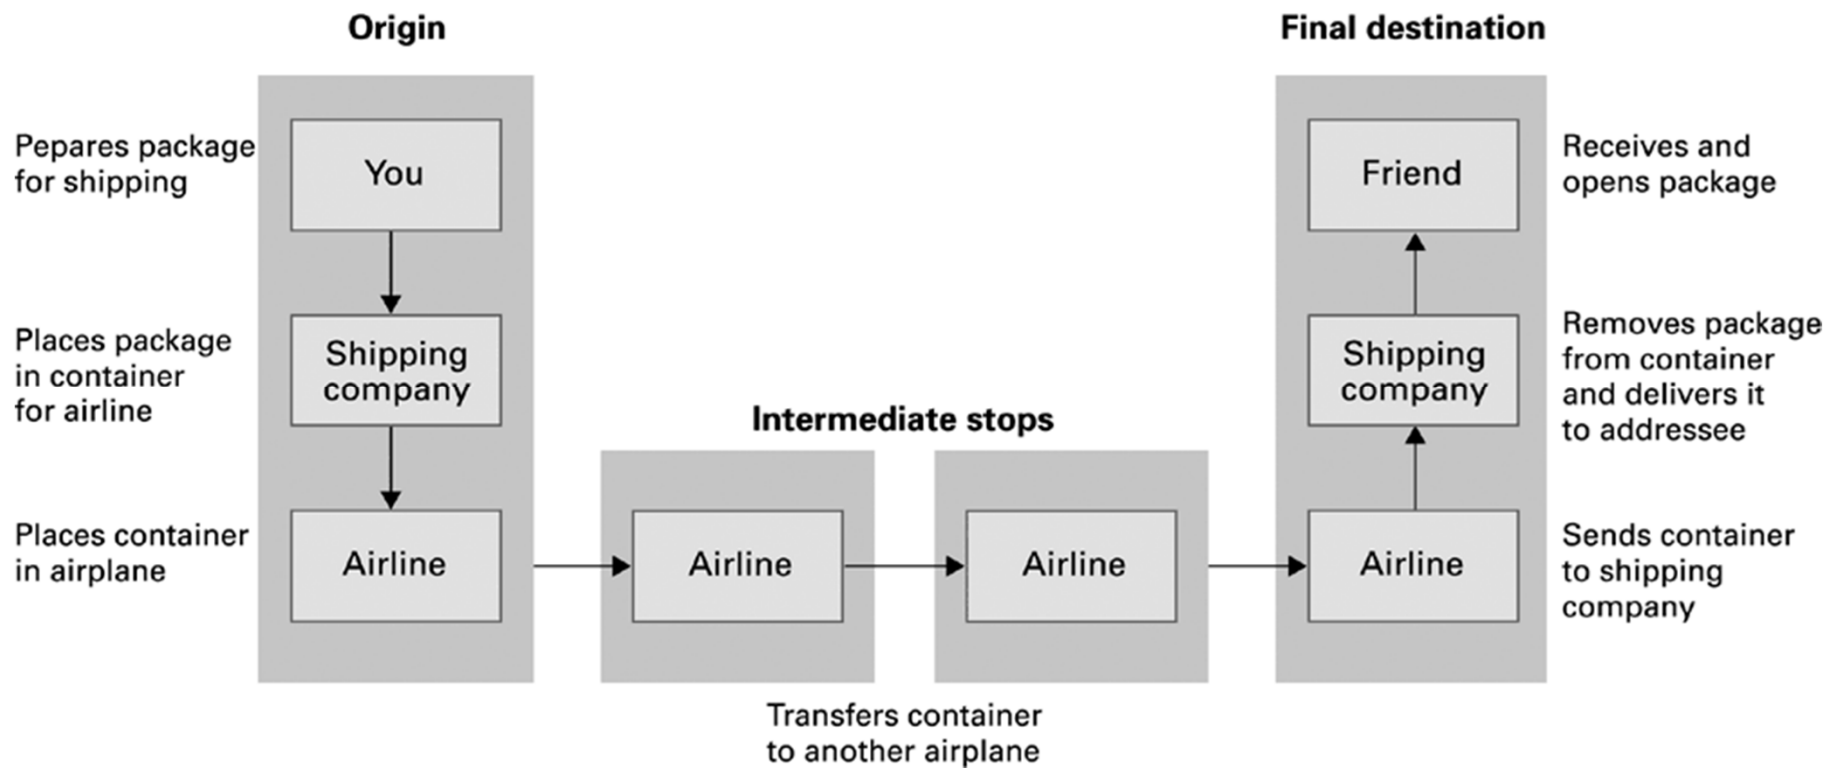 Origin
Final destination
Pepares package
for shipping
You
Friend
Receives and
opens package
Places package
in container
for airline
Shipping
company
Shipping
company
Removes package
from container
and delivers it
to addressee
Intermediate stops
Places container
in airplane
Airline
Airline
Airline
Airline
Sends container
to shipping
company
Transfers container
to another airplane